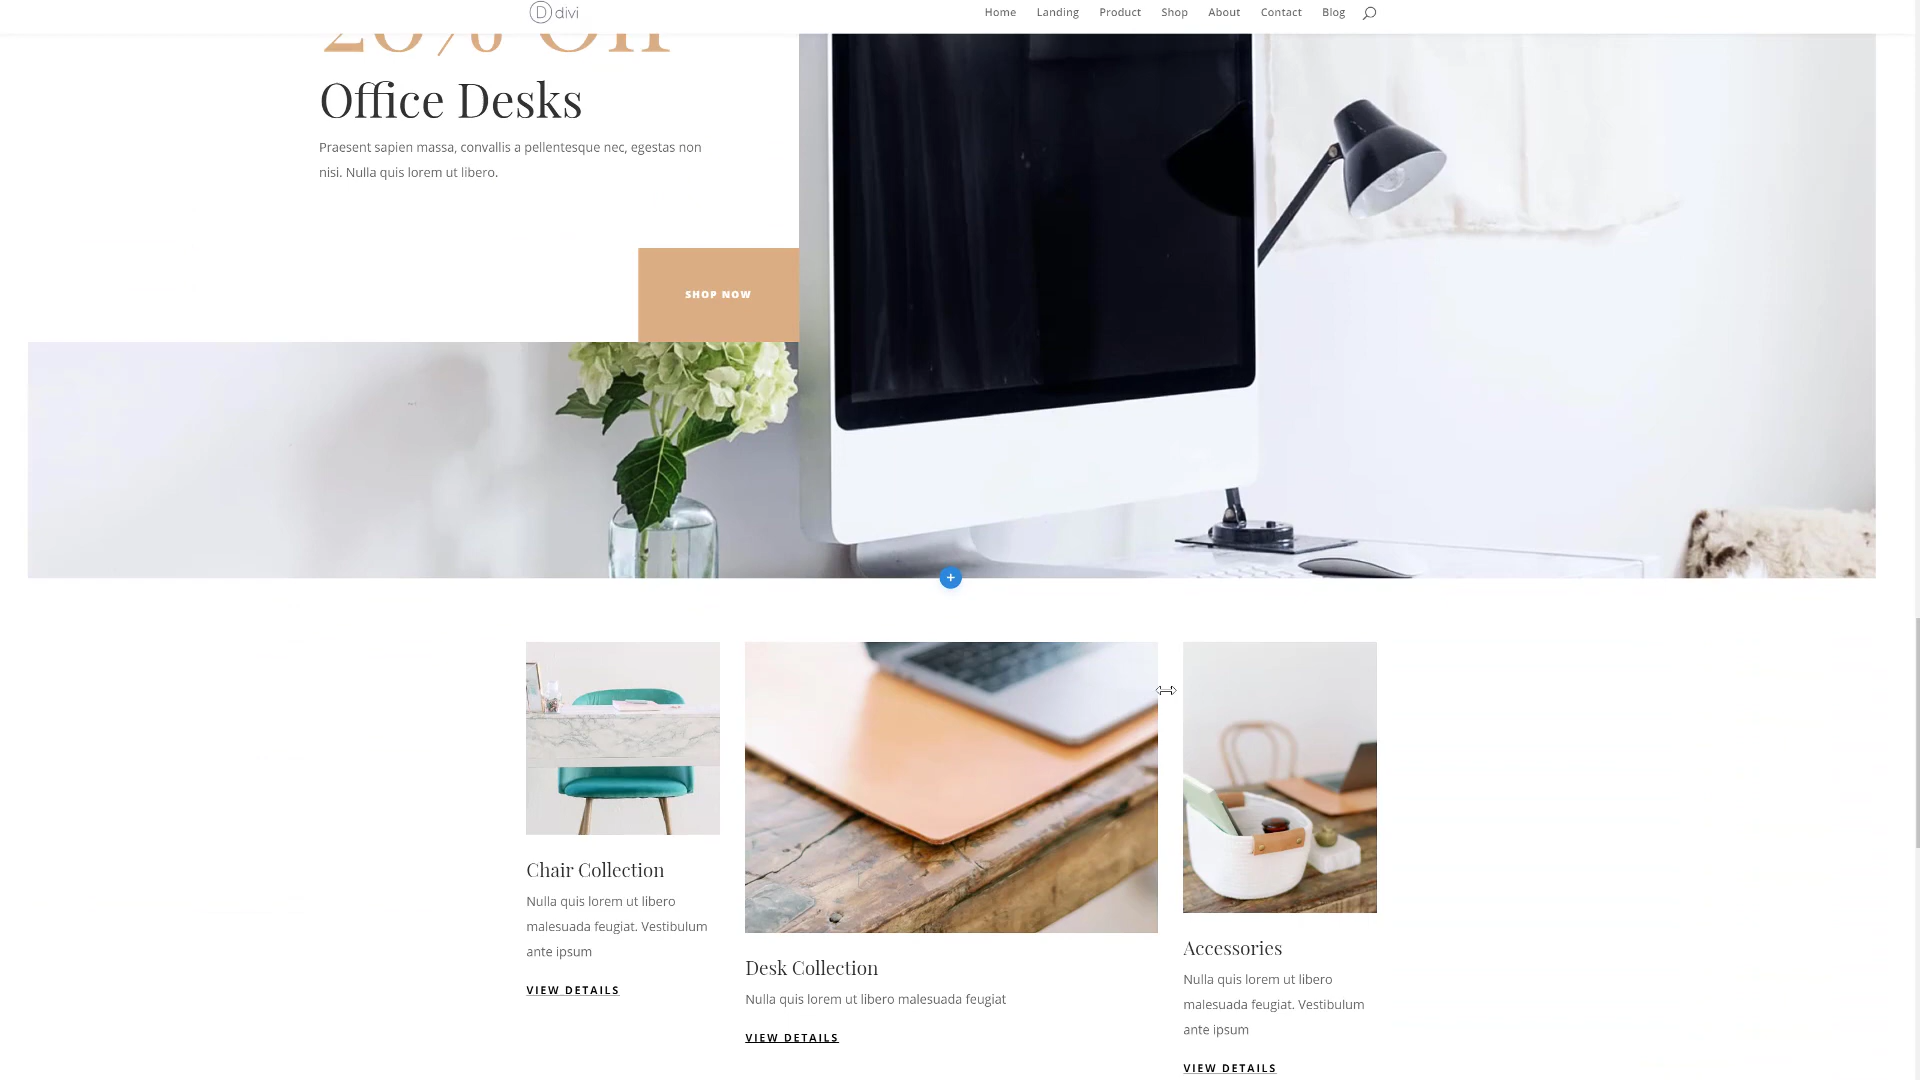 divi
Home Landing Product Shop About Contact Blog
20% Off
Office Desks
Praesent sapien massa, convallis a pellentesque nec, egestas non
nisi. Nulla quis lorem ut libero.
SHOP NOW
Chair Collection
Nulla quis lorem ut libero
malesuada feugiat. Vestibulum
ante ipsum
VIEW DETAILS
Desk Collection
Nulla quis lorem ut libero malesuada feugiat
VIEW DETAILS
Accessories
Nulla quis lorem ut libero
malesuada feugiat. Vestibulum
ante ipsum
VIEW DETAILS